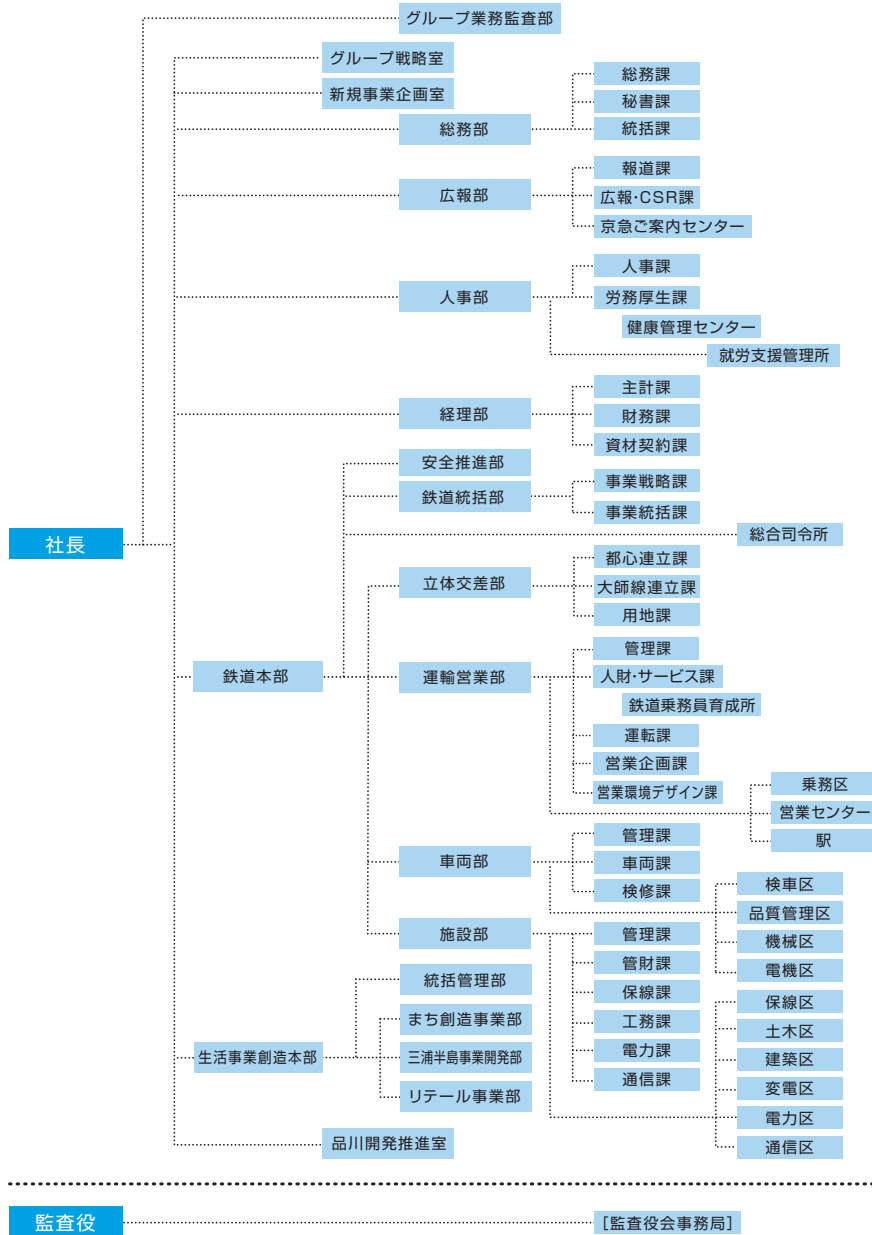 グループ業務監査部
グループ戦略室
新規事業企画室
総務部
総務課
秘書課
統括課
広報部
報道課
広報・CSR課
京急ご案内センター
人事部
人事課
労務厚生課
健康管理センター
就労支援管理所
経理部
主計課
財務課
資材契約課
安全推進部
鉄道統括部
事業戦略課
事業統括課
社長
総合司令所
立体交差部
都心連立課
大師線連立課
用地課
鉄道本部
運輸営業部
管理課
人財・サービス課
鉄道乗務員育成所
運転課
営業企画課
営業環境デザイン課
乗務区
営業センター
駅
車両部
管理課
車両課
検修課
検車区
品質管理区
機械区
電機区
施設部
管理課
管財課
保線課
工務課
電力課
通信課
保線区
土木区
建築区
変電区
電力区
通信区
生活事業創造本部
統括管理部
まち創造事業部
三浦半島事業開発部
リテール事業部
品川開発推進室
監査役
[監査役会事務局]